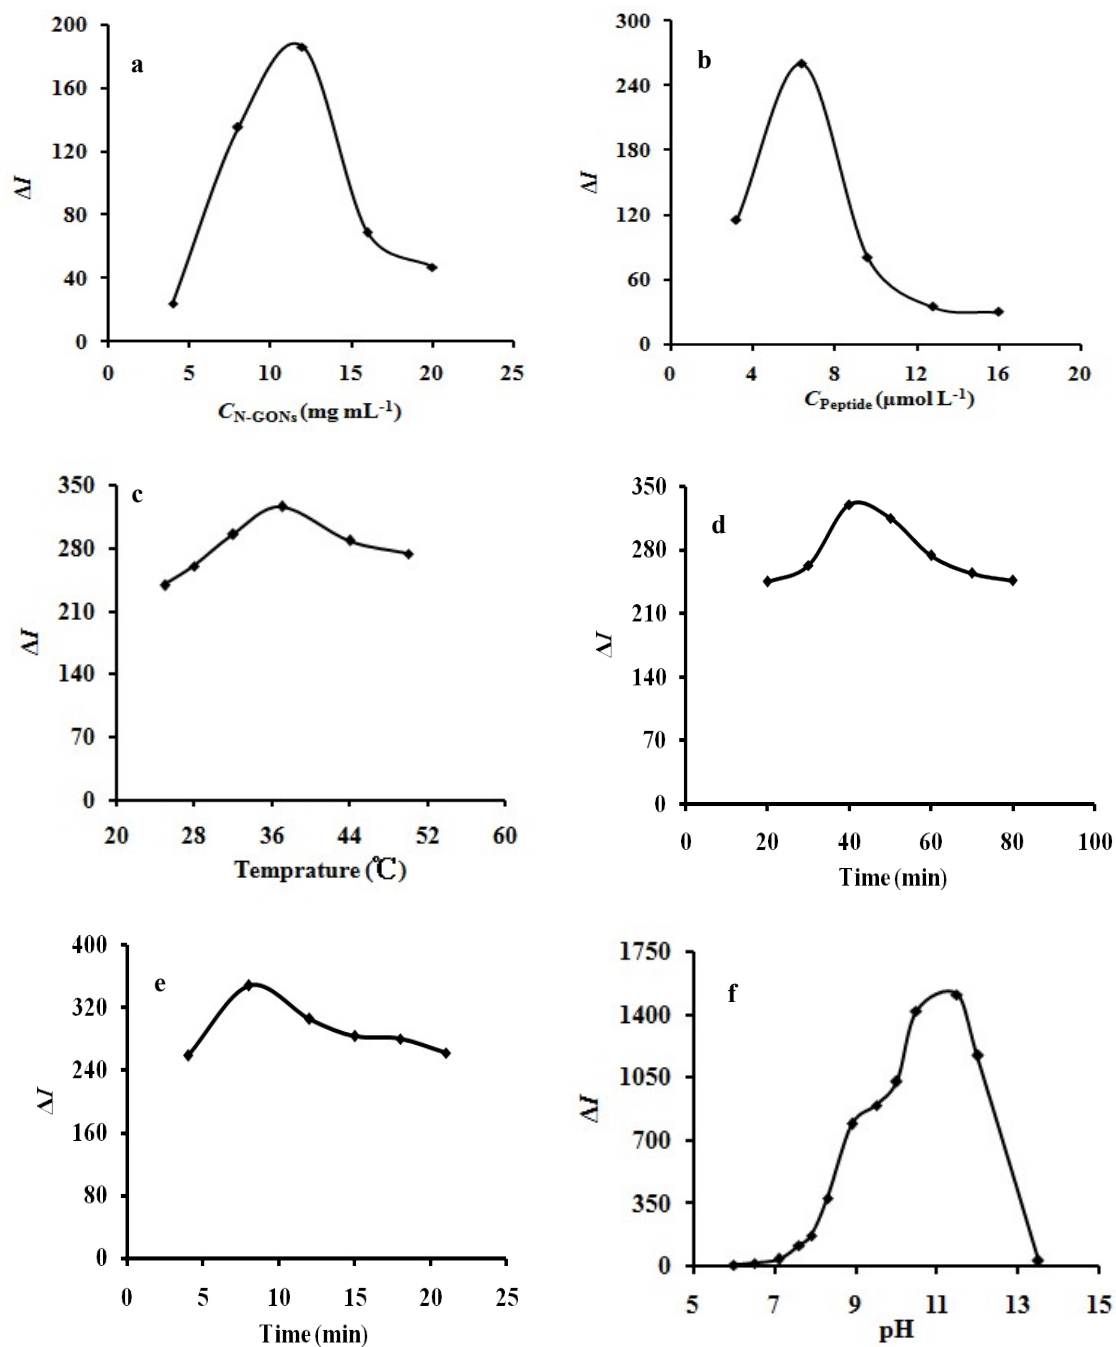 a
200
160
120
80
40
0
ΔI
0 5 10 15 20 25
C_N-GONs (mg mL⁻¹)
b
300
240
180
120
60
0
ΔI
0 4 8 12 16 20
C_Peptide (μmol L⁻¹)
c
350
280
210
140
70
0
ΔI
20 28 36 44 52 60
Temprature (℃)
d
350
280
210
140
70
0
ΔI
0 20 40 60 80 100
Time (min)
e
400
320
240
160
80
0
ΔI
0 5 10 15 20 25
Time (min)
f
1750
1400
1050
700
350
0
ΔI
5 7 9 11 13 15
pH